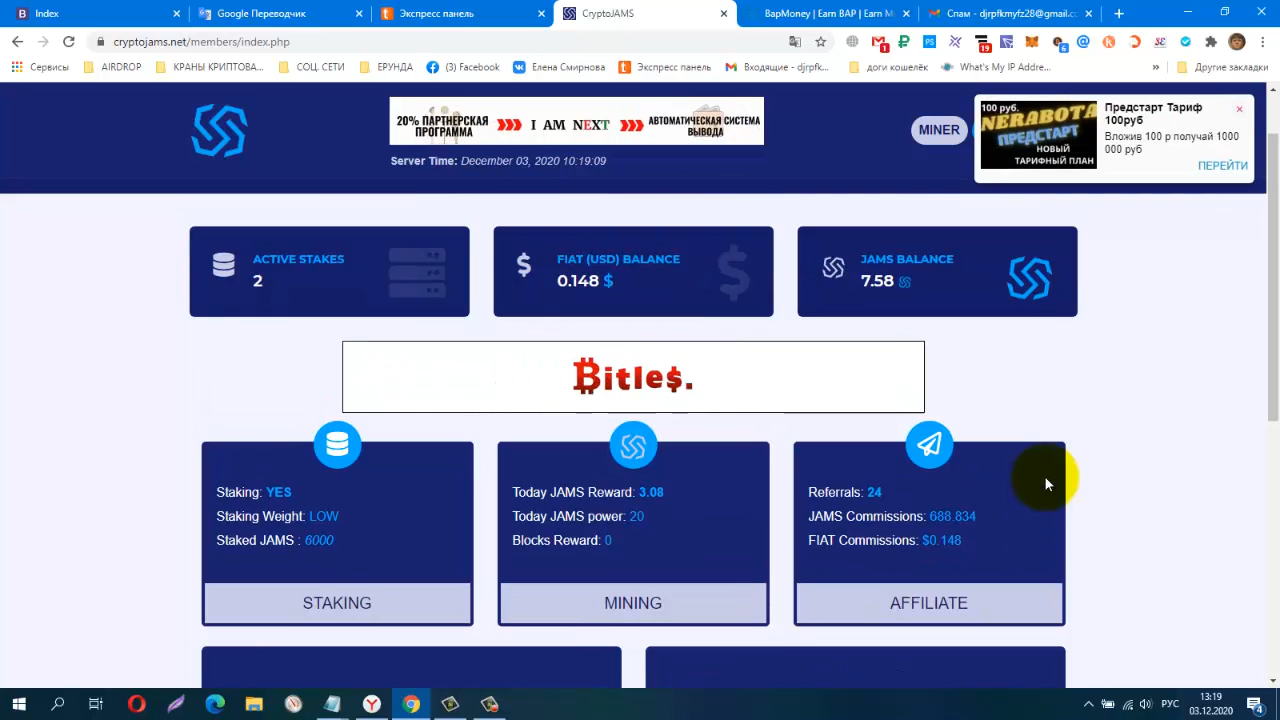 Index
Google Переводчик
Экспресс панель
CryptoJAMS
BapMoney | Earn BAP | Earn M
Спам - djrpfkmyfz28@gmail.co
cryptojams.net/members/index.php
1
19
6
Сервисы
AIRDROP
КРАНЫ КРИПТОВА...
СОЦ. СЕТИ
ЕРУНДА
(3) Facebook
Елена Смирнова
Экспресс панель
Входящие - djrpfk...
доги кошелёк
What's My IP Addre...
»
Другие закладки
20% ПАРТНЕРСКАЯ ПРОГРАММА
I AM NEXT
АВТОМАТИЧЕСКАЯ СИСТЕМА ВЫВОДА
Server Time: December 03, 2020 10:19:09
MINER
100 руб.
NERABOTA
ПРЕДСТАРТ
НОВЫЙ
ТАРИФНЫЙ ПЛАН
Предстарт Тариф
100руб
Вложив 100 р получай 1000
000 руб
ПЕРЕЙТИ
ACTIVE STAKES
2
FIAT (USD) BALANCE
0.148 $
JAMS BALANCE
7.58
Bitle$.
Staking: YES
Staking Weight: LOW
Staked JAMS : 6000
STAKING
Today JAMS Reward: 3.08
Today JAMS power: 20
Blocks Reward: 0
MINING
Referrals: 24
JAMS Commissions: 688.834
FIAT Commissions: $0.148
AFFILIATE
РУС
13:19
03.12.2020
4